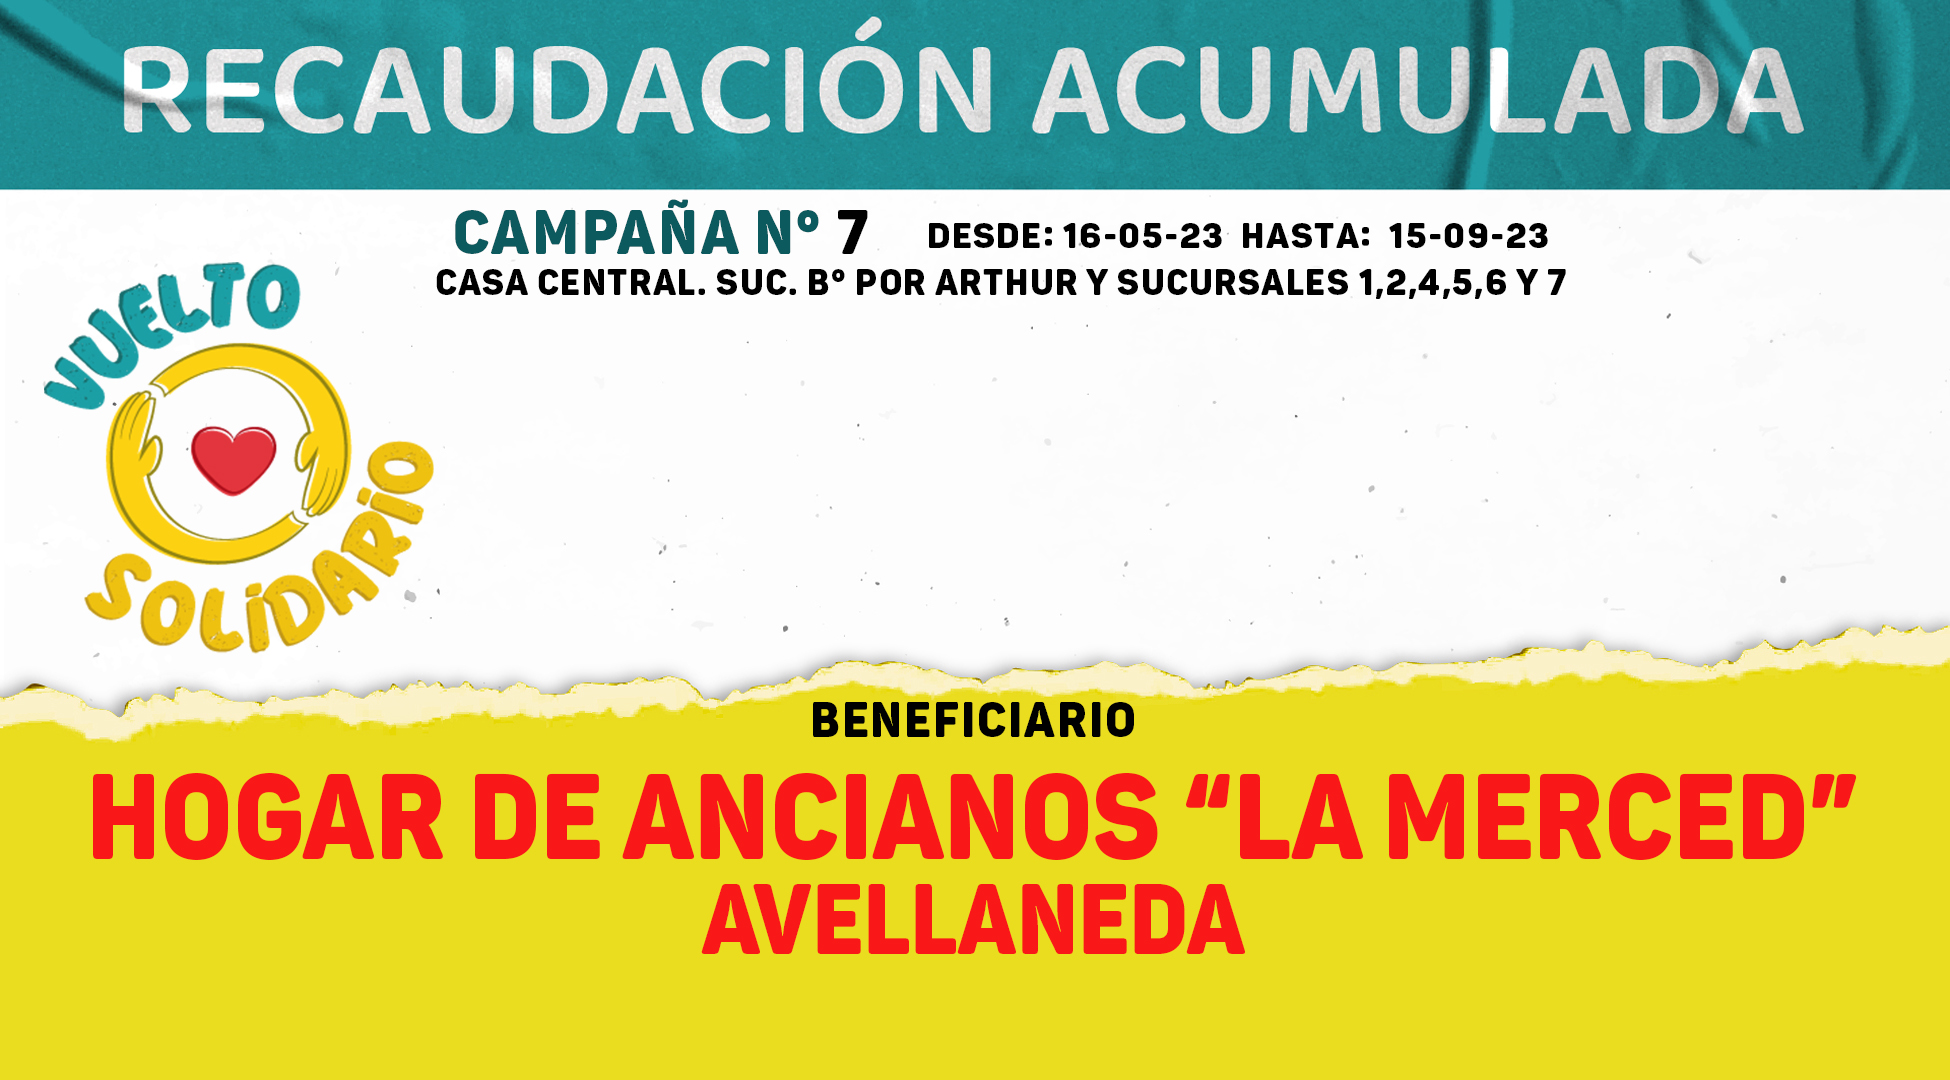 RECAUDACIÓN ACUMULADA
CAMPAÑA N° 7 DESDE: 16-05-23 HASTA: 15-09-23
CASA CENTRAL. SUC. B° POR ARTHUR Y SUCURSALES 1,2,4,5,6 Y 7
VUELTO
SOLiDARiO
BENEFICIARIO
HOGAR DE ANCIANOS “LA MERCED”
AVELLANEDA